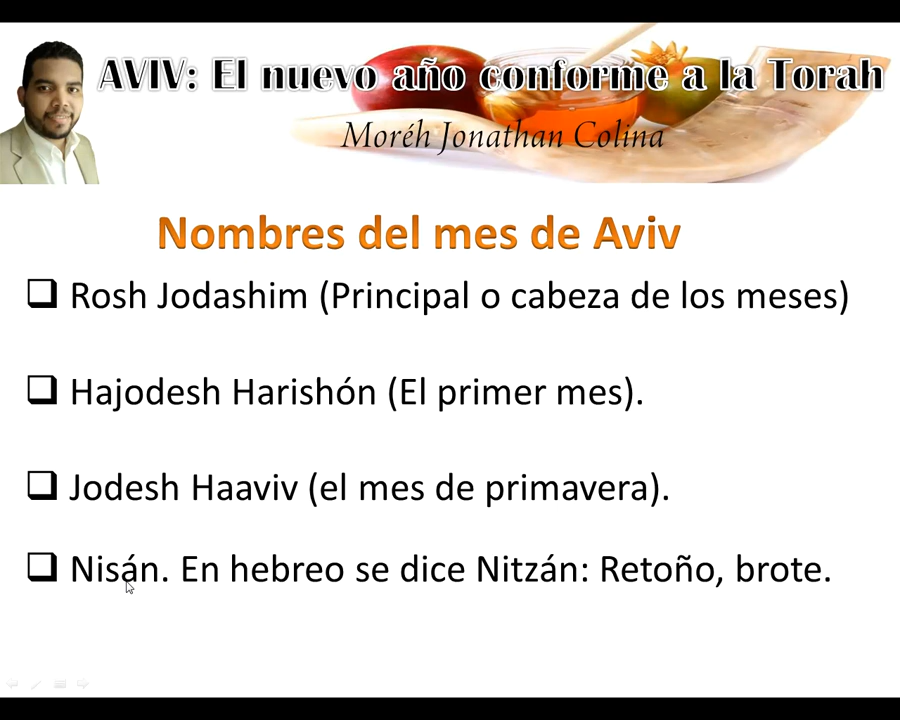 AVIV: El nuevo año conforme a la Torah
Moréh Jonathan Colina
Nombres del mes de Aviv
Rosh Jodashim (Principal o cabeza de los meses)
Hajodesh Harishón (El primer mes).
Jodesh Haaviv (el mes de primavera).
Nisán. En hebreo se dice Nitzán: Retoño, brote.